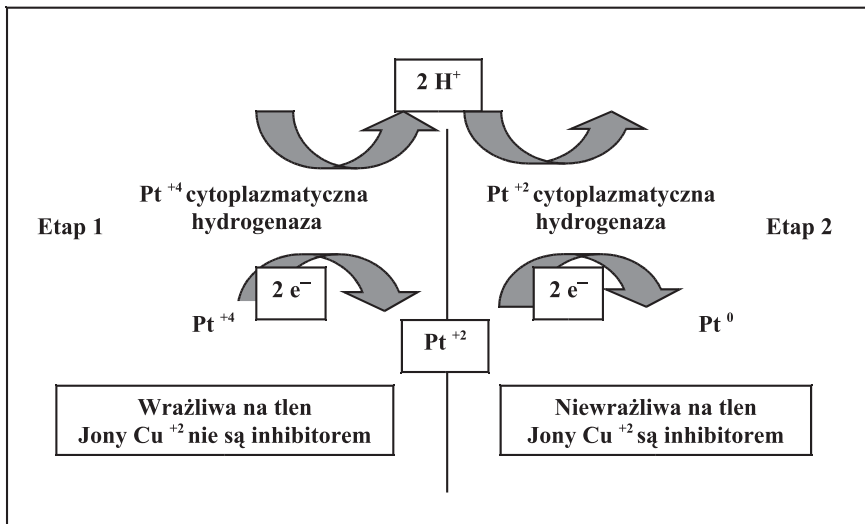 2 H⁺
Pt ⁺⁴ cytoplazmatyczna
hydrogenaza
Pt ⁺² cytoplazmatyczna
hydrogenaza
Etap 1
Etap 2
2 e⁻
2 e⁻
Pt ⁺⁴
Pt ⁺²
Pt ⁰
Wrażliwa na tlen
Jony Cu ⁺² nie są inhibitorem
Niewrażliwa na tlen
Jony Cu ⁺² są inhibitorem